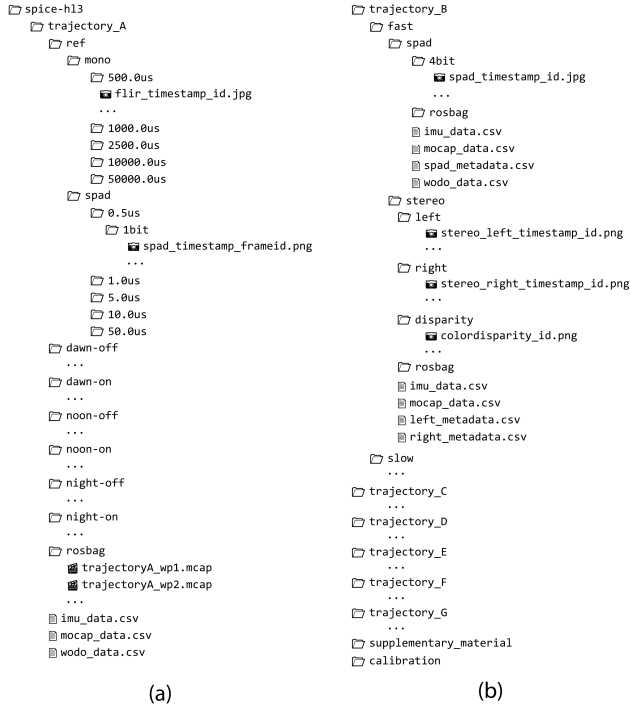 spice-hl3
trajectory_A
ref
mono
500.0us
flir_timestamp_id.jpg
...
1000.0us
2500.0us
10000.0us
50000.0us
spad
0.5us
1bit
spad_timestamp_frameid.png
...
1.0us
5.0us
10.0us
50.0us
dawn-off
...
dawn-on
...
noon-off
...
noon-on
...
night-off
...
night-on
...
rosbag
trajectoryA_wp1.mcap
trajectoryA_wp2.mcap
...
imu_data.csv
mocap_data.csv
wodo_data.csv
(a)
trajectory_B
fast
spad
4bit
spad_timestamp_id.jpg
...
rosbag
imu_data.csv
mocap_data.csv
spad_metadata.csv
wodo_data.csv
stereo
left
stereo_left_timestamp_id.png
...
right
stereo_right_timestamp_id.png
...
disparity
colordisparity_id.png
...
rosbag
imu_data.csv
mocap_data.csv
left_metadata.csv
right_metadata.csv
slow
...
trajectory_C
...
trajectory_D
...
trajectory_E
...
trajectory_F
...
trajectory_G
...
supplementary_material
calibration
(b)